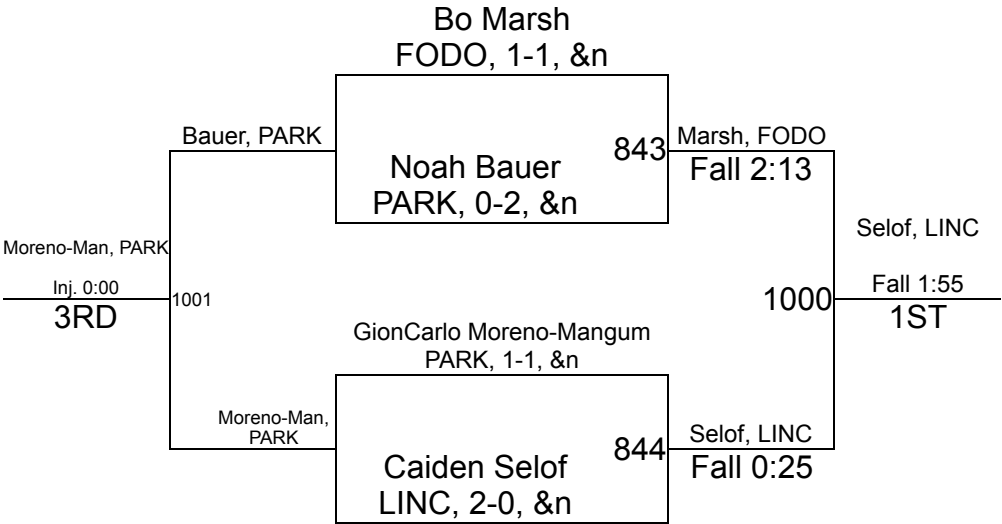 Bo Marsh
FODO, 1-1, &n
Bauer, PARK
843
Marsh, FODO
Noah Bauer
PARK, 0-2, &n
Fall 2:13
Moreno-Man, PARK
Selof, LINC
Inj. 0:00
1001
1000
Fall 1:55
3RD
1ST
GionCarlo Moreno-Mangum
PARK, 1-1, &n
Moreno-Man,
PARK
844
Selof, LINC
Caiden Selof
LINC, 2-0, &n
Fall 0:25